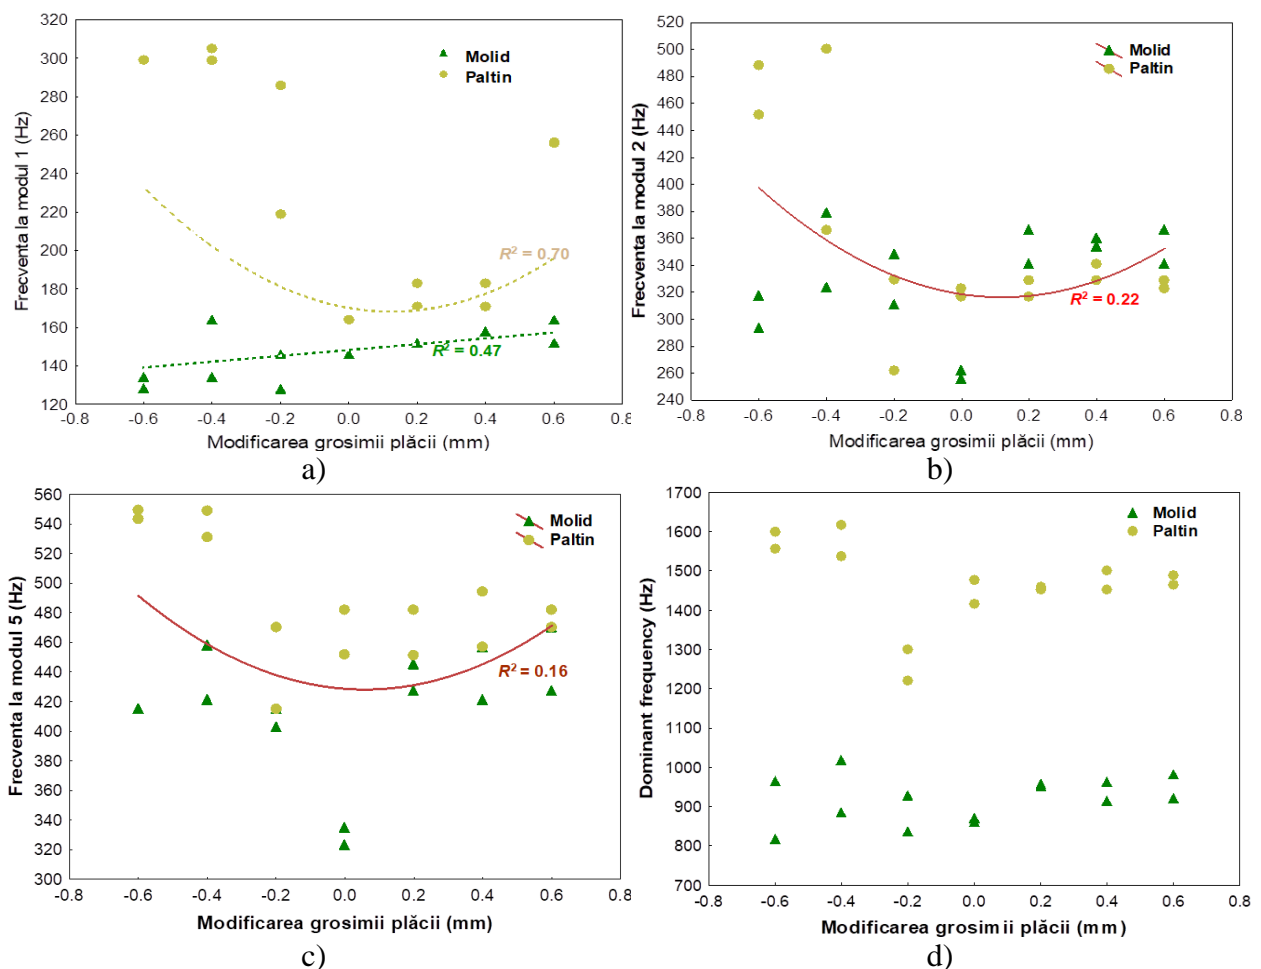 320
300
280
260
240
220
200
180
160
140
120
Frecventa la modul 1 (Hz)
Molid
Paltin
R² = 0.70
R² = 0.47
-0.8 -0.6 -0.4 -0.2 0.0 0.2 0.4 0.6 0.8
Modificarea grosimii plăcii (mm)
a)
520
500
480
460
440
420
400
380
360
340
320
300
280
260
240
Frecventa la modul 2 (Hz)
Molid
Paltin
R² = 0.22
-0.8 -0.6 -0.4 -0.2 0.0 0.2 0.4 0.6 0.8
Modificarea grosimii plăcii (mm)
b)
560
540
520
500
480
460
440
420
400
380
360
340
320
300
Frecventa la modul 5 (Hz)
Molid
Paltin
R² = 0.16
-0.8 -0.6 -0.4 -0.2 0.0 0.2 0.4 0.6 0.8
Modificarea grosimii plăcii (mm)
c)
1700
1600
1500
1400
1300
1200
1100
1000
900
800
700
Dominant frequency (Hz)
Molid
Paltin
-0.8 -0.6 -0.4 -0.2 0.0 0.2 0.4 0.6 0.8
Modificarea grosimii plăcii (mm)
d)